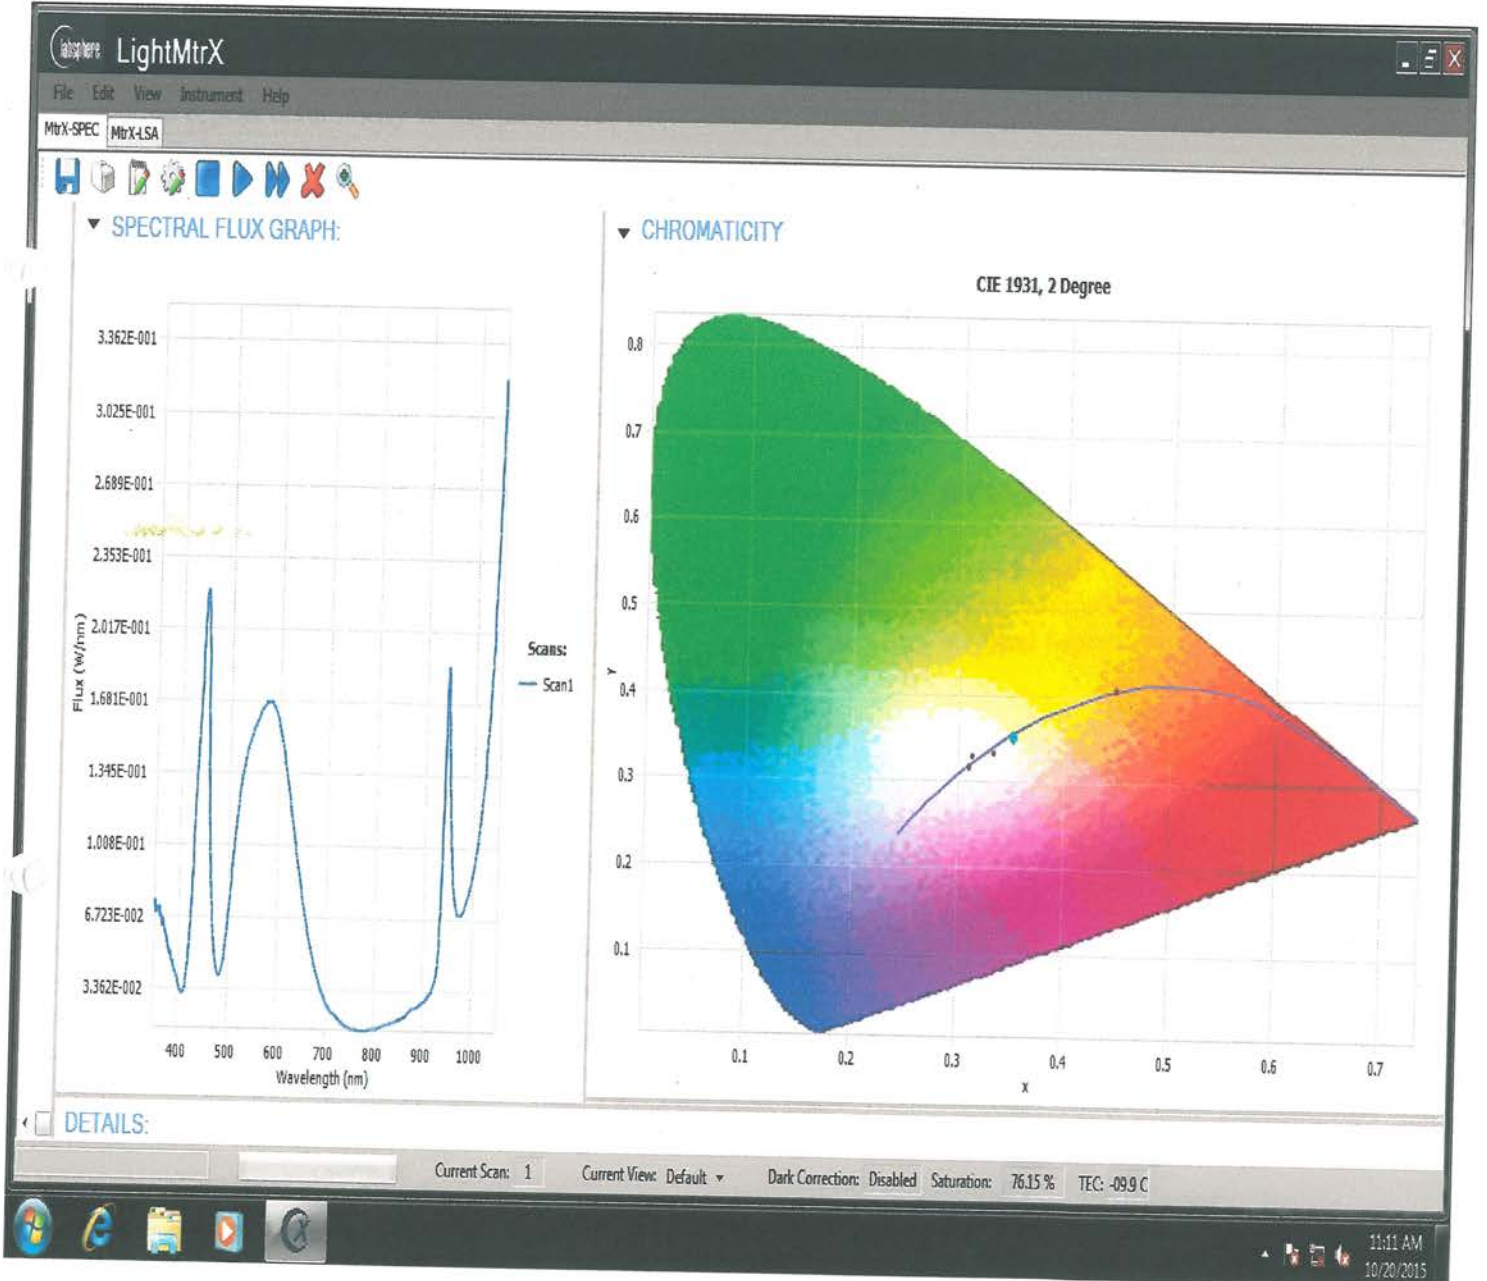 labsphere LightMtrX
File Edit View Instrument Help
MtrX-SPEC MtrX-LSA
SPECTRAL FLUX GRAPH:
CHROMATICITY
CIE 1931, 2 Degree
3.362E-001
3.025E-001
2.689E-001
2.353E-001
2.017E-001
1.681E-001
1.345E-001
1.008E-001
6.723E-002
3.362E-002
Flux (W/nm)
400 500 600 700 800 900 1000
Wavelength (nm)
Scans:
Scan1
0.8
0.7
0.6
0.5
0.4
0.3
0.2
0.1
Y
0.1 0.2 0.3 0.4 0.5 0.6 0.7
X
DETAILS:
Current Scan: 1 Current View: Default Dark Correction: Disabled Saturation: 76.15 % TEC: -09.9 C
11:11 AM
10/20/2015